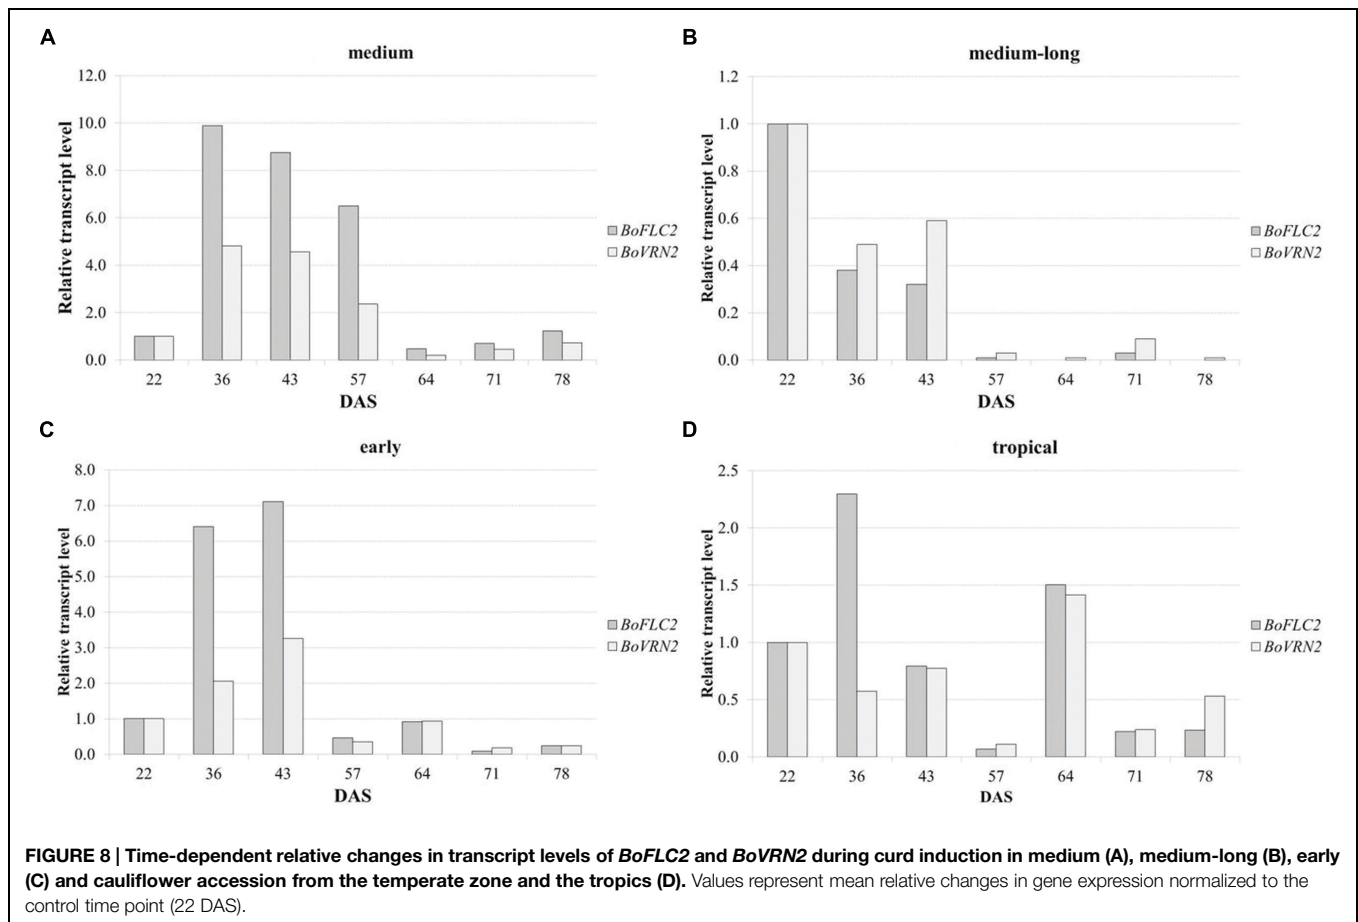 A
medium
12.0
10.0
8.0
6.0
4.0
2.0
0.0
Relative transcript level
22 36 43 57 64 71 78
DAS
BoFLC2
BoVRN2
B
medium-long
1.2
1.0
0.8
0.6
0.4
0.2
0.0
Relative transcript level
22 36 43 57 64 71 78
DAS
BoFLC2
BoVRN2
C
early
8.0
7.0
6.0
5.0
4.0
3.0
2.0
1.0
0.0
Relative transcript level
22 36 43 57 64 71 78
DAS
BoFLC2
BoVRN2
D
tropical
2.5
2.0
1.5
1.0
0.5
0.0
Relative transcript level
22 36 43 57 64 71 78
DAS
BoFLC2
BoVRN2
FIGURE 8 | Time-dependent relative changes in transcript levels of BoFLC2 and BoVRN2 during curd induction in medium (A), medium-long (B), early
(C) and cauliflower accession from the temperate zone and the tropics (D). Values represent mean relative changes in gene expression normalized to the
control time point (22 DAS).